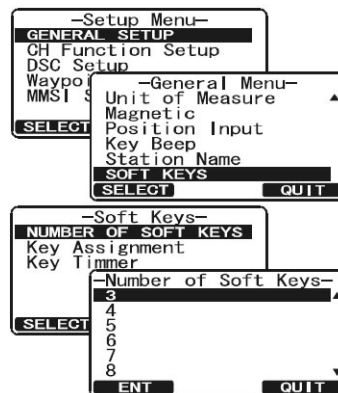 —Setup Menu—
GENERAL SETUP
CH Function Setup
DSC Setup
MMSI
SELECT
—General Menu—
Unit of Measure
Magnetic
Position Input
Key Beep
Station Name
SOFT KEYS
SELECT QUIT
—Soft Keys—
NUMBER OF SOFT KEYS
Key Assignment
Key Timmer
SELECT
—Number of Soft Keys—
3
4
5
6
7
8
ENT QUIT